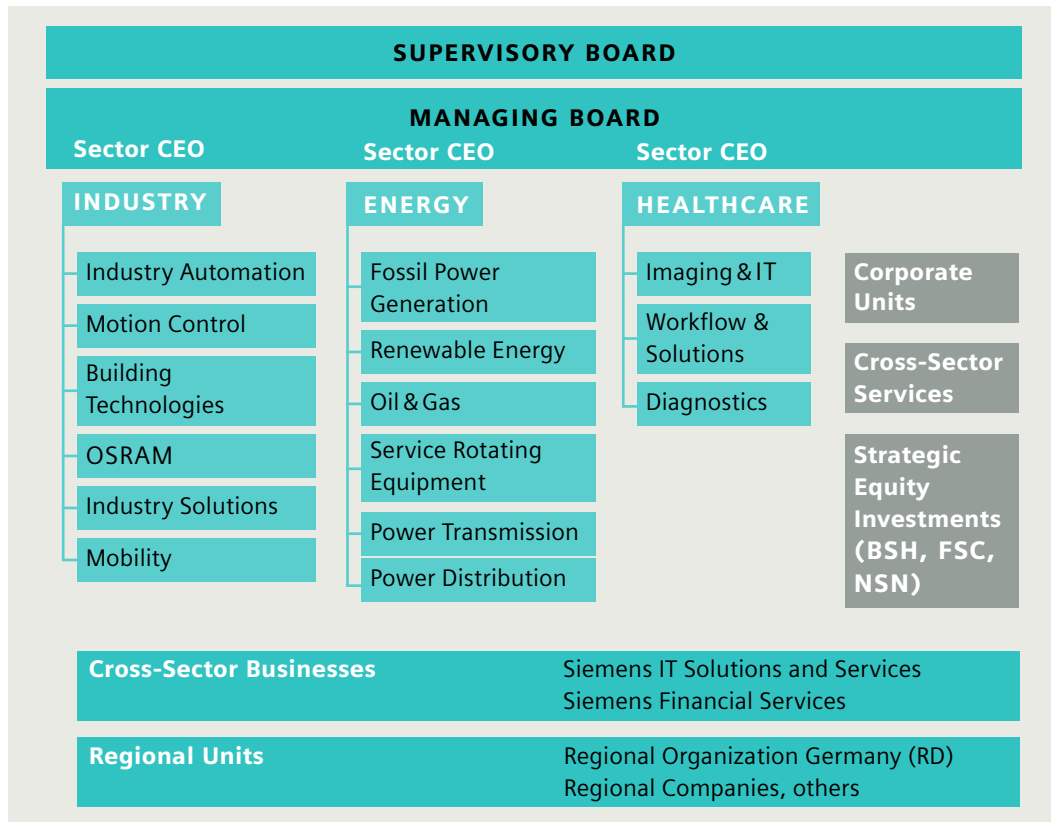 SUPERVISORY BOARD
MANAGING BOARD
Sector CEO
Sector CEO
Sector CEO
INDUSTRY
Industry Automation
Motion Control
Building
Technologies
OSRAM
Industry Solutions
Mobility
ENERGY
Fossil Power
Generation
Renewable Energy
Oil & Gas
Service Rotating
Equipment
Power Transmission
Power Distribution
HEALTHCARE
Imaging & IT
Workflow &
Solutions
Diagnostics
Corporate
Units
Cross-Sector
Services
Strategic
Equity
Investments
(BSH, FSC,
NSN)
Cross-Sector Businesses
Siemens IT Solutions and Services
Siemens Financial Services
Regional Units
Regional Organization Germany (RD)
Regional Companies, others